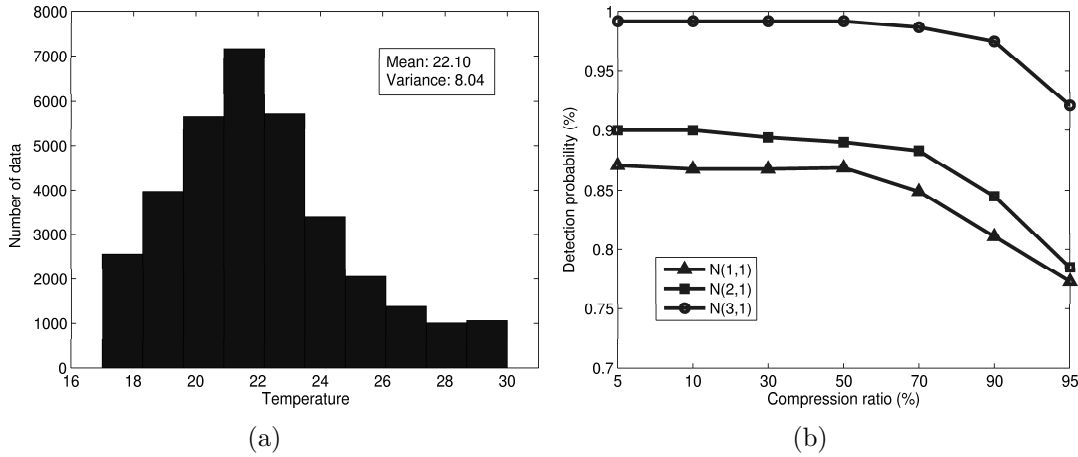 8000
7000
6000
5000
4000
3000
2000
1000
0
Number of data
Mean: 22.10
Variance: 8.04
16 18 20 22 24 26 28 30
Temperature
(a)
1
0.95
0.9
0.85
0.8
0.75
0.7
Detection probability (%)
N(1,1)
N(2,1)
N(3,1)
5 10 30 50 70 90 95
Compression ratio (%)
(b)